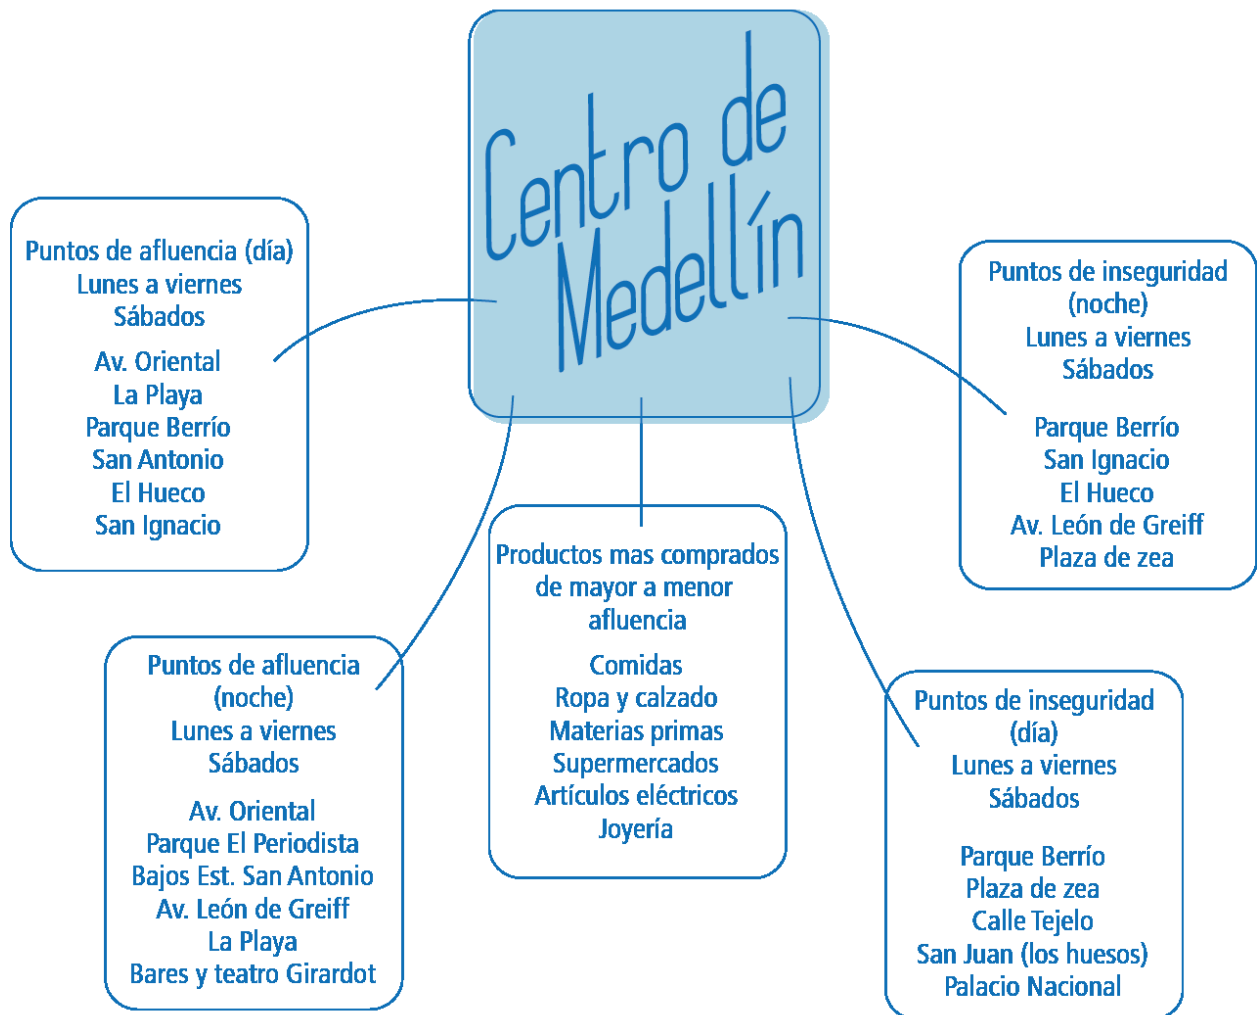 Centro de
Medellín
Puntos de afluencia (día)
Lunes a viernes
Sábados
Av. Oriental
La Playa
Parque Berrío
San Antonio
El Hueco
San Ignacio
Puntos de afluencia
(noche)
Lunes a viernes
Sábados
Av. Oriental
Parque El Periodista
Bajos Est. San Antonio
Av. León de Greiff
La Playa
Bares y teatro Girardot
Productos mas comprados
de mayor a menor
afluencia
Comidas
Ropa y calzado
Materias primas
Supermercados
Artículos eléctricos
Joyería
Puntos de inseguridad
(noche)
Lunes a viernes
Sábados
Parque Berrío
San Ignacio
El Hueco
Av. León de Greiff
Plaza de zea
Puntos de inseguridad
(día)
Lunes a viernes
Sábados
Parque Berrío
Plaza de zea
Calle Tejelo
San Juan (los huesos)
Palacio Nacional